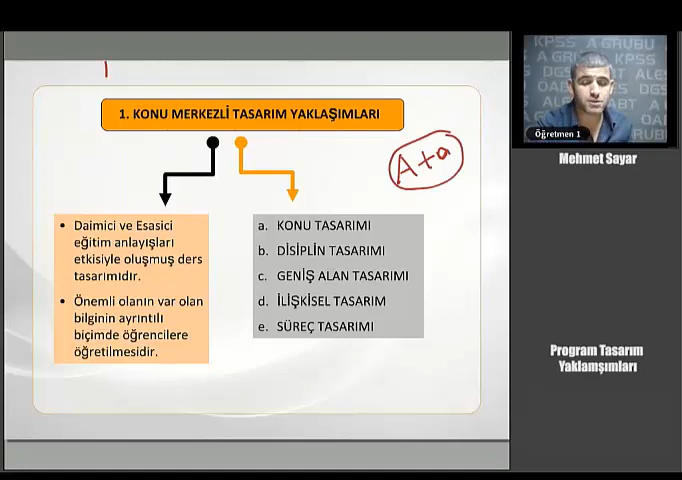 1. KONU MERKEZLİ TASARIM YAKLAŞIMLARI
A+a
• Daimici ve Esasici
eğitim anlayışları
etkisiyle oluşmuş ders
tasarımıdır.
• Önemli olanın var olan
bilginin ayrıntılı
biçimde öğrencilere
öğretilmesidir.
a. KONU TASARIMI
b. DİSİPLİN TASARIMI
c. GENİŞ ALAN TASARIMI
d. İLİŞKİSEL TASARIM
e. SÜREÇ TASARIMI
KPSS A GRUBU
Öğretmen 1
Mehmet Sayar
Program Tasarım
Yaklamşımları